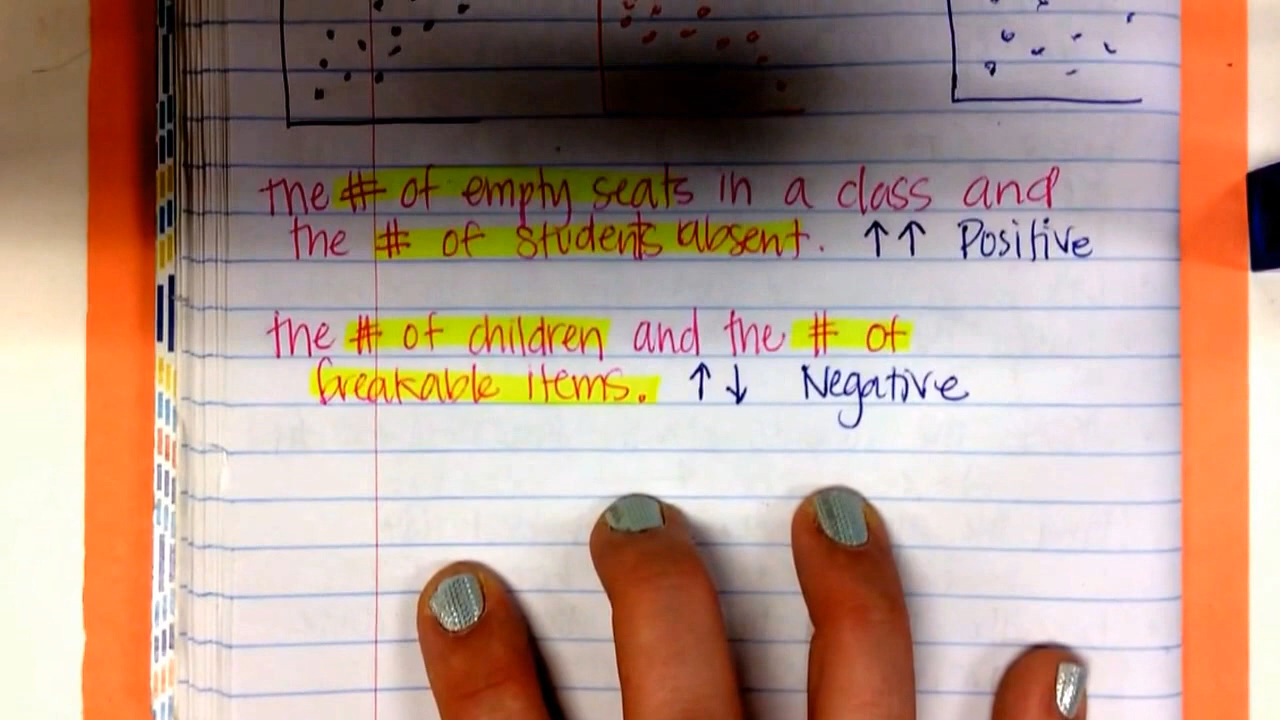 the # of empty seats in a class and
the # of students absent. ↑↑ Positive
the # of children and the # of
breakable items. ↑↓ Negative